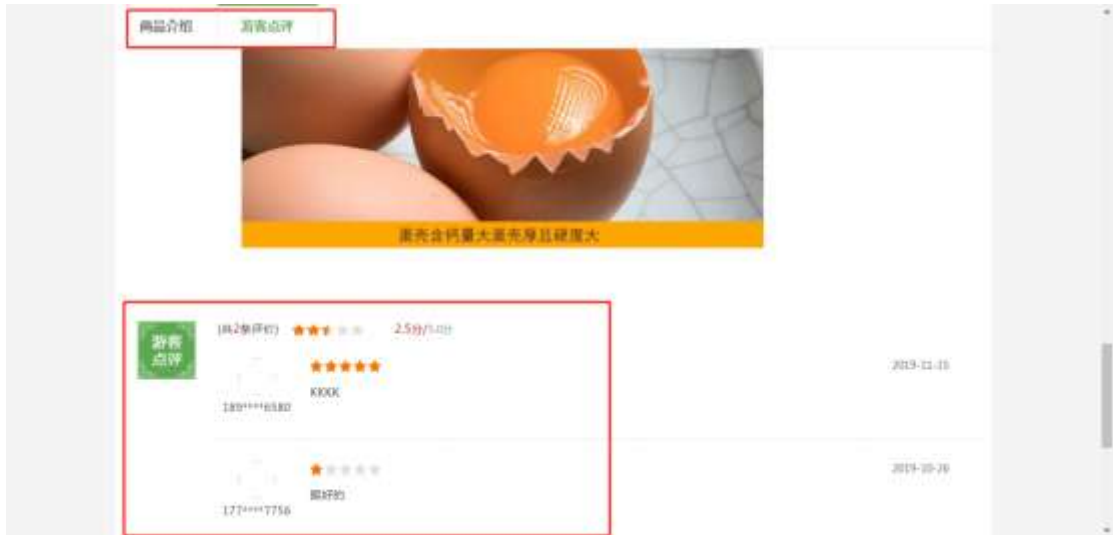 商品介绍 游客点评
蛋壳含钙量大蛋壳厚且硬度大
游客
点评
(共2条评价) 2.5分/5.0分
2019-11-15
KKKK
189****6580
2019-10-26
挺好的
177****7756